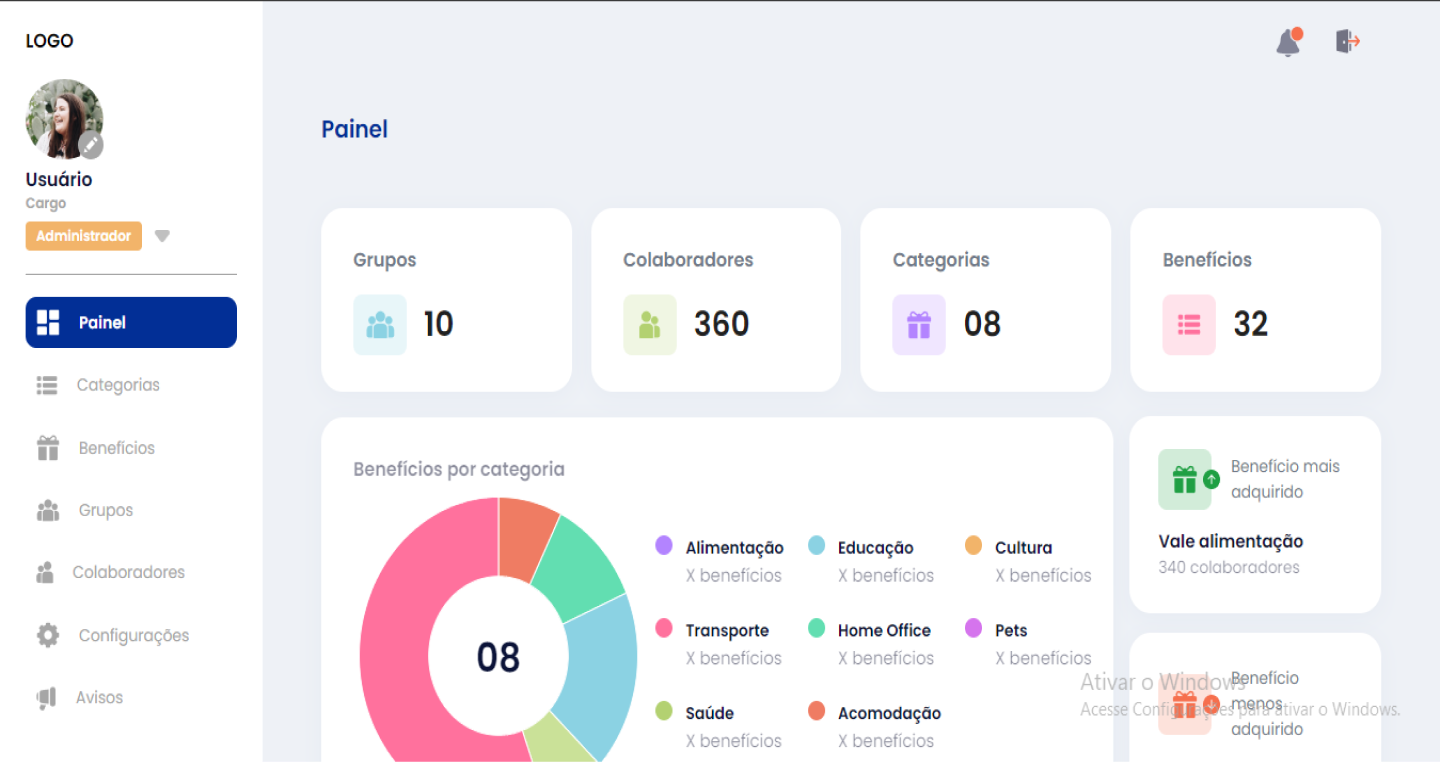 LOGO
Usuário
Cargo
Administrador
Painel
Categorias
Benefícios
Grupos
Colaboradores
Configurações
Avisos
Painel
Grupos
10
Colaboradores
360
Categorias
08
Benefícios
32
Benefícios por categoria
08
Alimentação
X benefícios
Educação
X benefícios
Cultura
X benefícios
Transporte
X benefícios
Home Office
X benefícios
Pets
X benefícios
Saúde
X benefícios
Acomodação
X benefícios
Benefício mais
adquirido
Vale alimentação
340 colaboradores
Benefício
menos
adquirido
Ativar o Windows
Acesse Configurações para ativar o Windows.